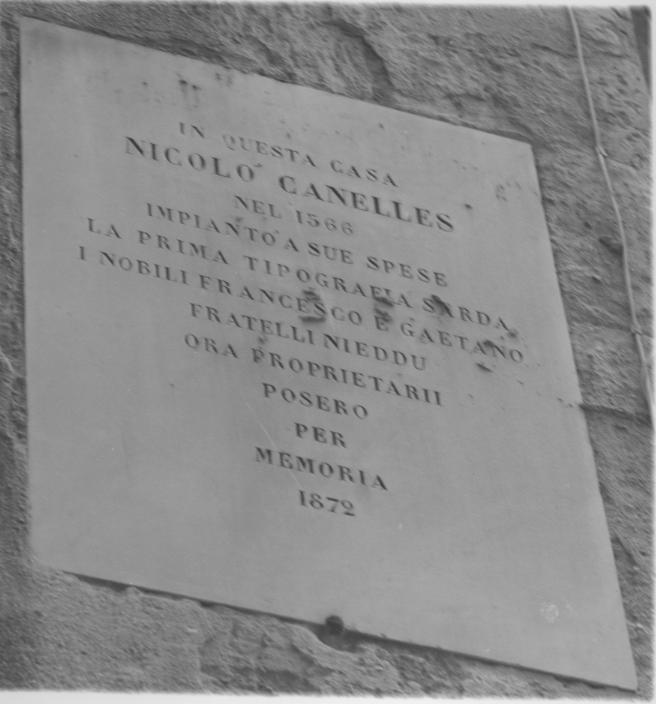 IN QUESTA CASA
NICOLO' CANELLES
NEL 1566
IMPIANTO' A SUE SPESE
LA PRIMA TIPOGRAFIA SARDA
I NOBILI FRANCESCO E GAETANO
FRATELLI NIEDDU
ORA PROPRIETARII
POSERO
PER
MEMORIA
1872